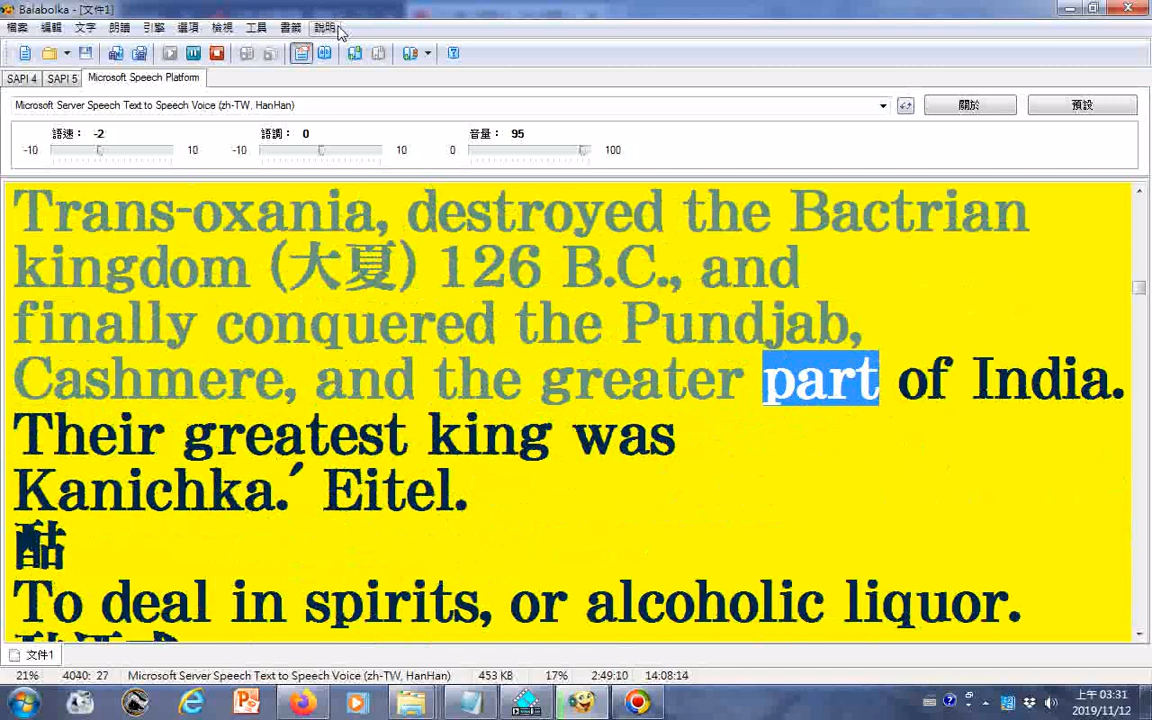 Balabolka - [文件1]
檔案 編輯 文字 朗讀 引擎 選項 檢視 工具 書籤 說明
SAPI 4 SAPI 5 Microsoft Speech Platform
Microsoft Server Speech Text to Speech Voice (zh-TW, HanHan) 關於 預設
語速： -2 語調： 0 音量： 95
-10 10 -10 10 0 100
Trans-oxania, destroyed the Bactrian
kingdom (大夏) 126 B.C., and
finally conquered the Pundjab,
Cashmere, and the greater part of India.
Their greatest king was
Kanichka.′ Eitel.
酤
To deal in spirits, or alcoholic liquor.
文件1
21% 4040: 27 Microsoft Server Speech Text to Speech Voice (zh-TW, HanHan) 453 KB 17% 2:49:10 14:08:14
上午 03:31
2019/11/12